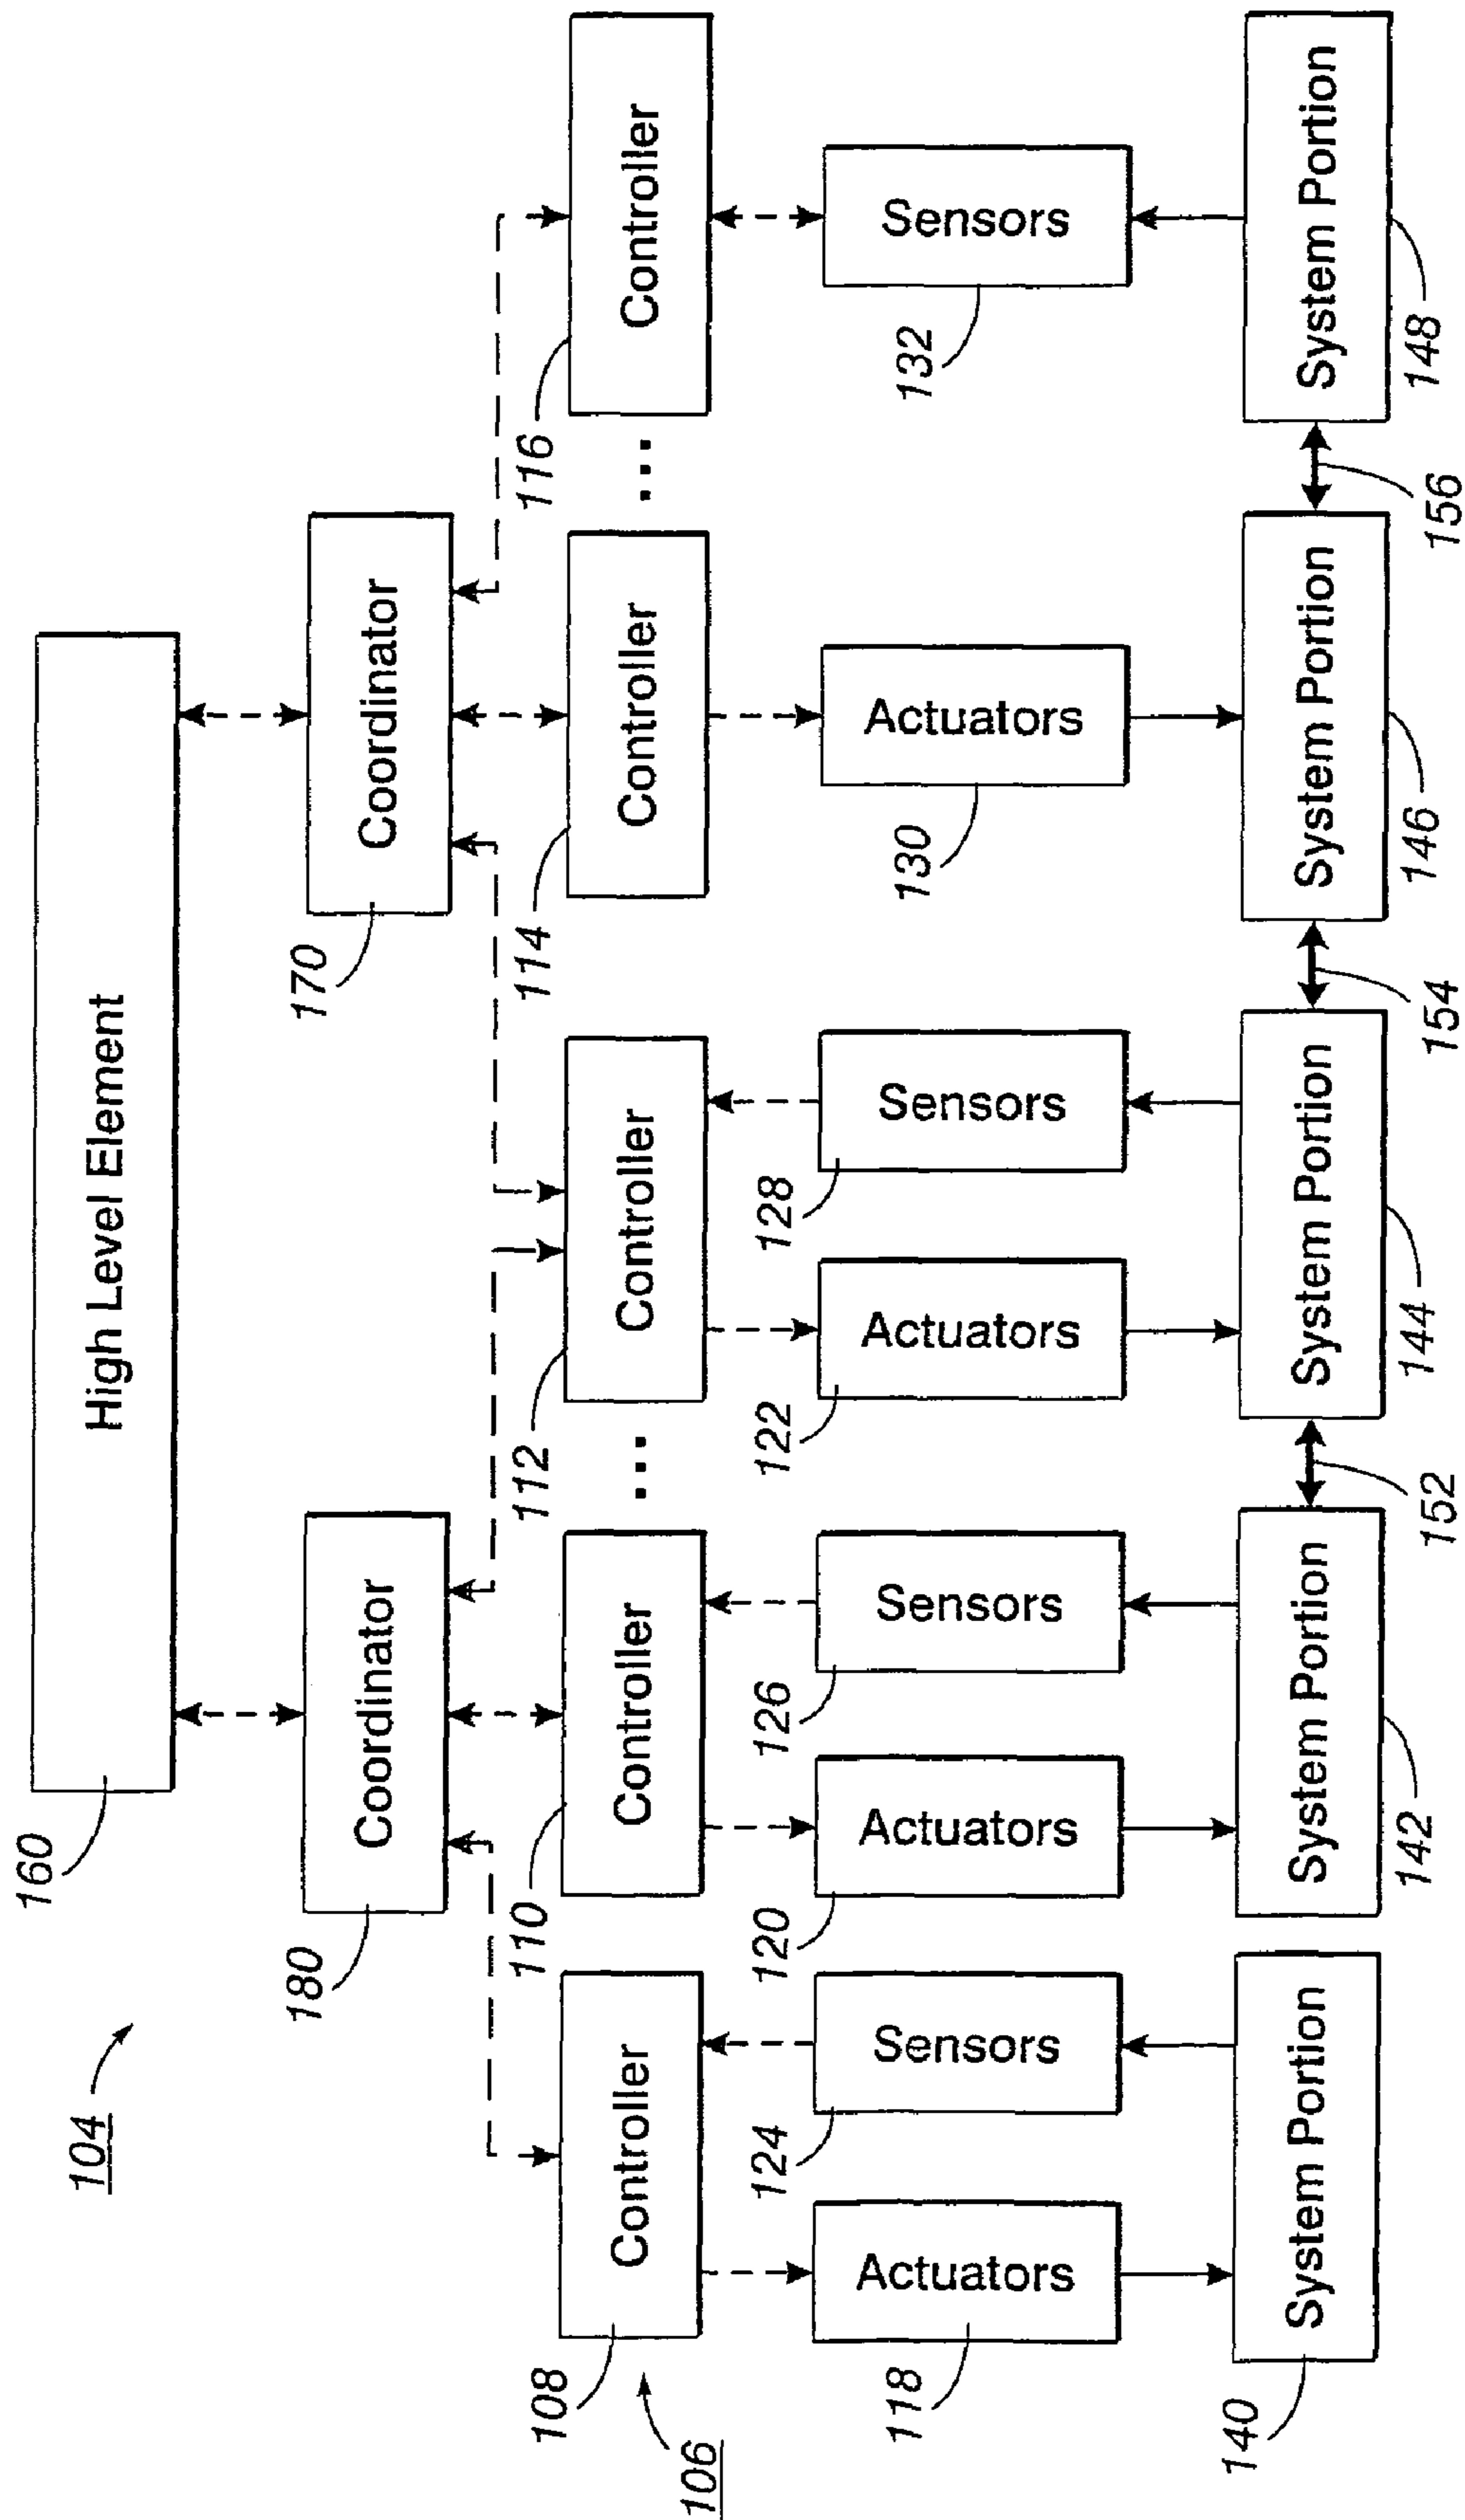 104
160
High Level Element
180
Coordinator
170
Coordinator
106
108
Controller
110
Controller
...
112
Controller
114
Controller
...
116
Controller
118
Actuators
124
Sensors
120
Actuators
126
Sensors
122
Actuators
128
Sensors
130
Actuators
132
Sensors
140
System Portion
System Portion
142
152
System Portion
144
154
System Portion
146
156
System Portion
148